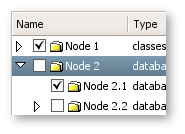 Name Type
Node 1 classes
Node 2 databa
Node 2.1 databa
Node 2.2 databa